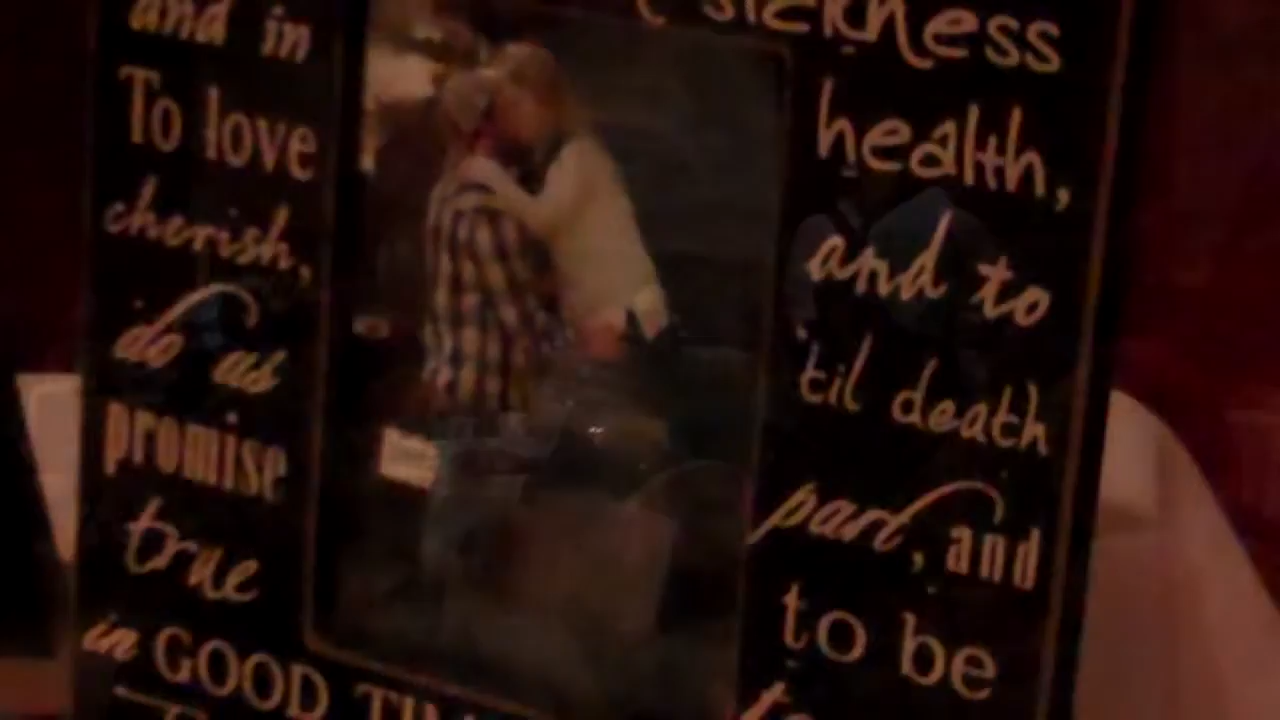 sickness
and in
health,
To love
cherish,
and to
do us
'til death
promise
part, and
true
to be
in GOOD